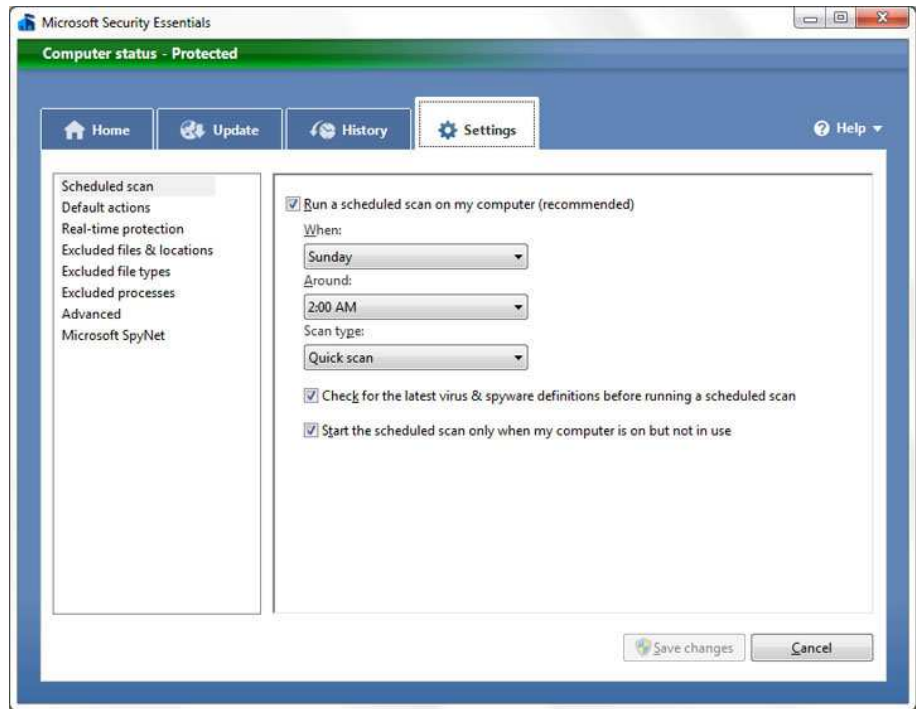 Microsoft Security Essentials
Computer status - Protected
Home
Update
History
Settings
Help
Scheduled scan
Default actions
Real-time protection
Excluded files & locations
Excluded file types
Excluded processes
Advanced
Microsoft SpyNet
Run a scheduled scan on my computer (recommended)
When:
Sunday
Around:
2:00 AM
Scan type:
Quick scan
Check for the latest virus & spyware definitions before running a scheduled scan
Start the scheduled scan only when my computer is on but not in use
Save changes
Cancel